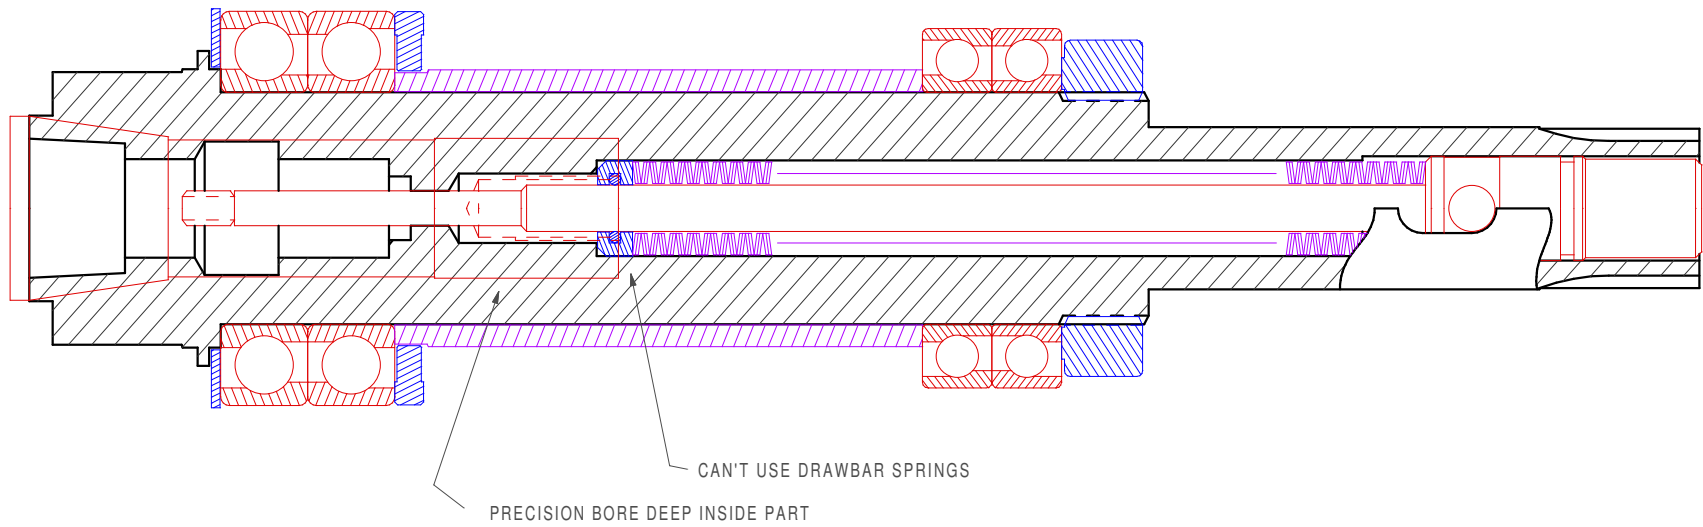 CAN'T USE DRAWBAR SPRINGS
PRECISION BORE DEEP INSIDE PART